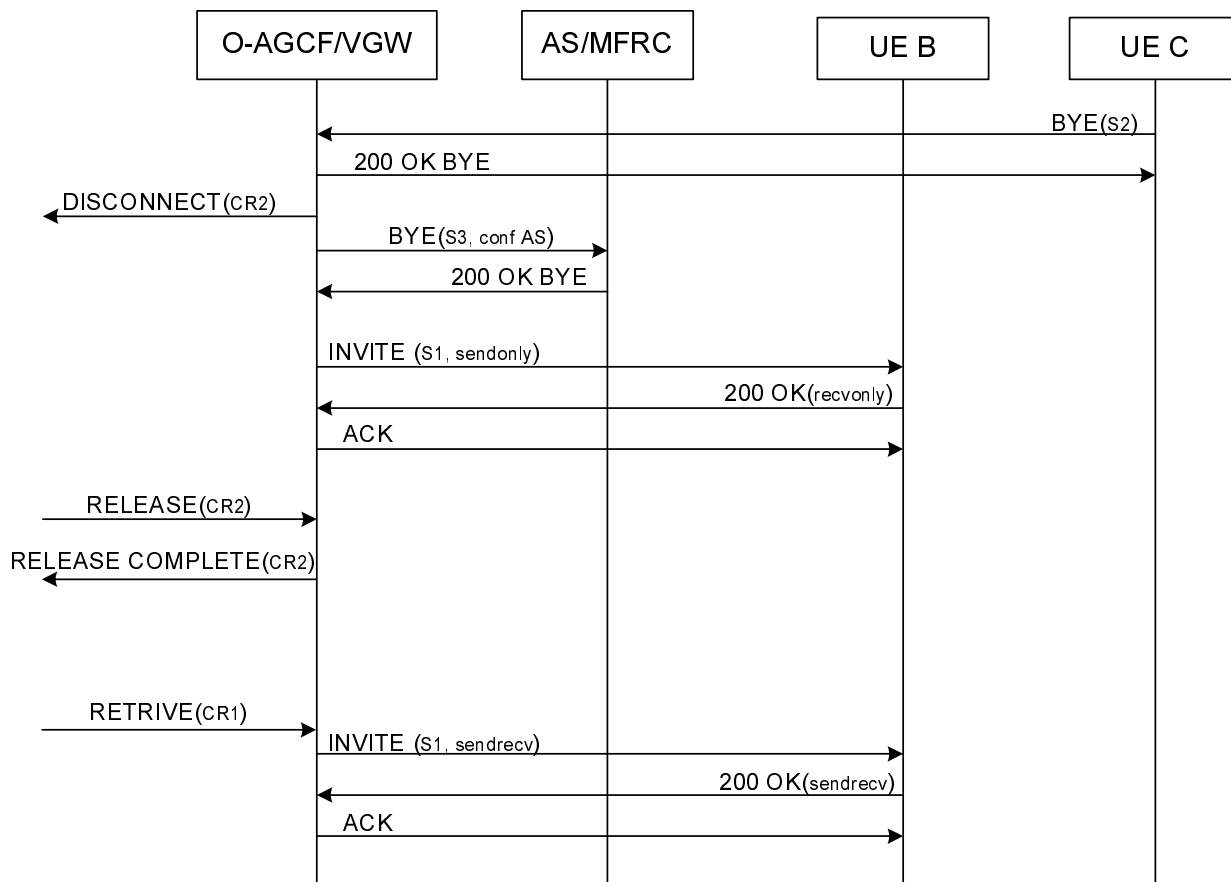 O-AGCF/VGW
AS/MFRC
UE B
UE C
BYE(S2)
200 OK BYE
DISCONNECT(CR2)
BYE(S3, conf AS)
200 OK BYE
INVITE (S1, sendonly)
200 OK(recvonly)
ACK
RELEASE(CR2)
RELEASE COMPLETE(CR2)
RETRIVE(CR1)
INVITE (S1, sendrecv)
200 OK(sendrecv)
ACK